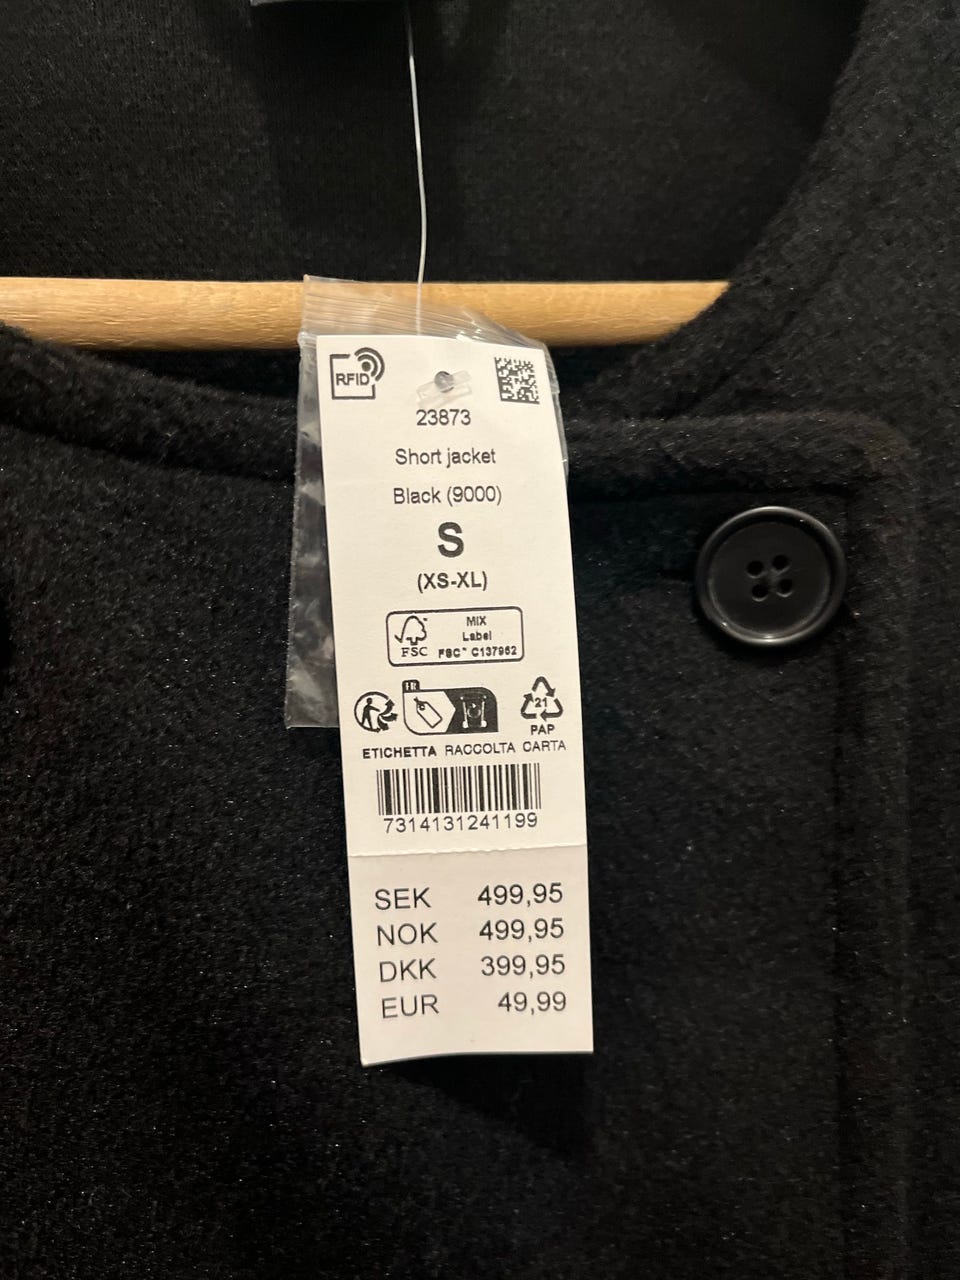 RFID
23873
Short jacket
Black (9000)
S
(XS-XL)
MIX
Label
FSC® C137962
FSC
FR
21
PAP
ETICHETTA RACCOLTA CARTA
7314131241199
SEK 499,95
NOK 499,95
DKK 399,95
EUR 49,99